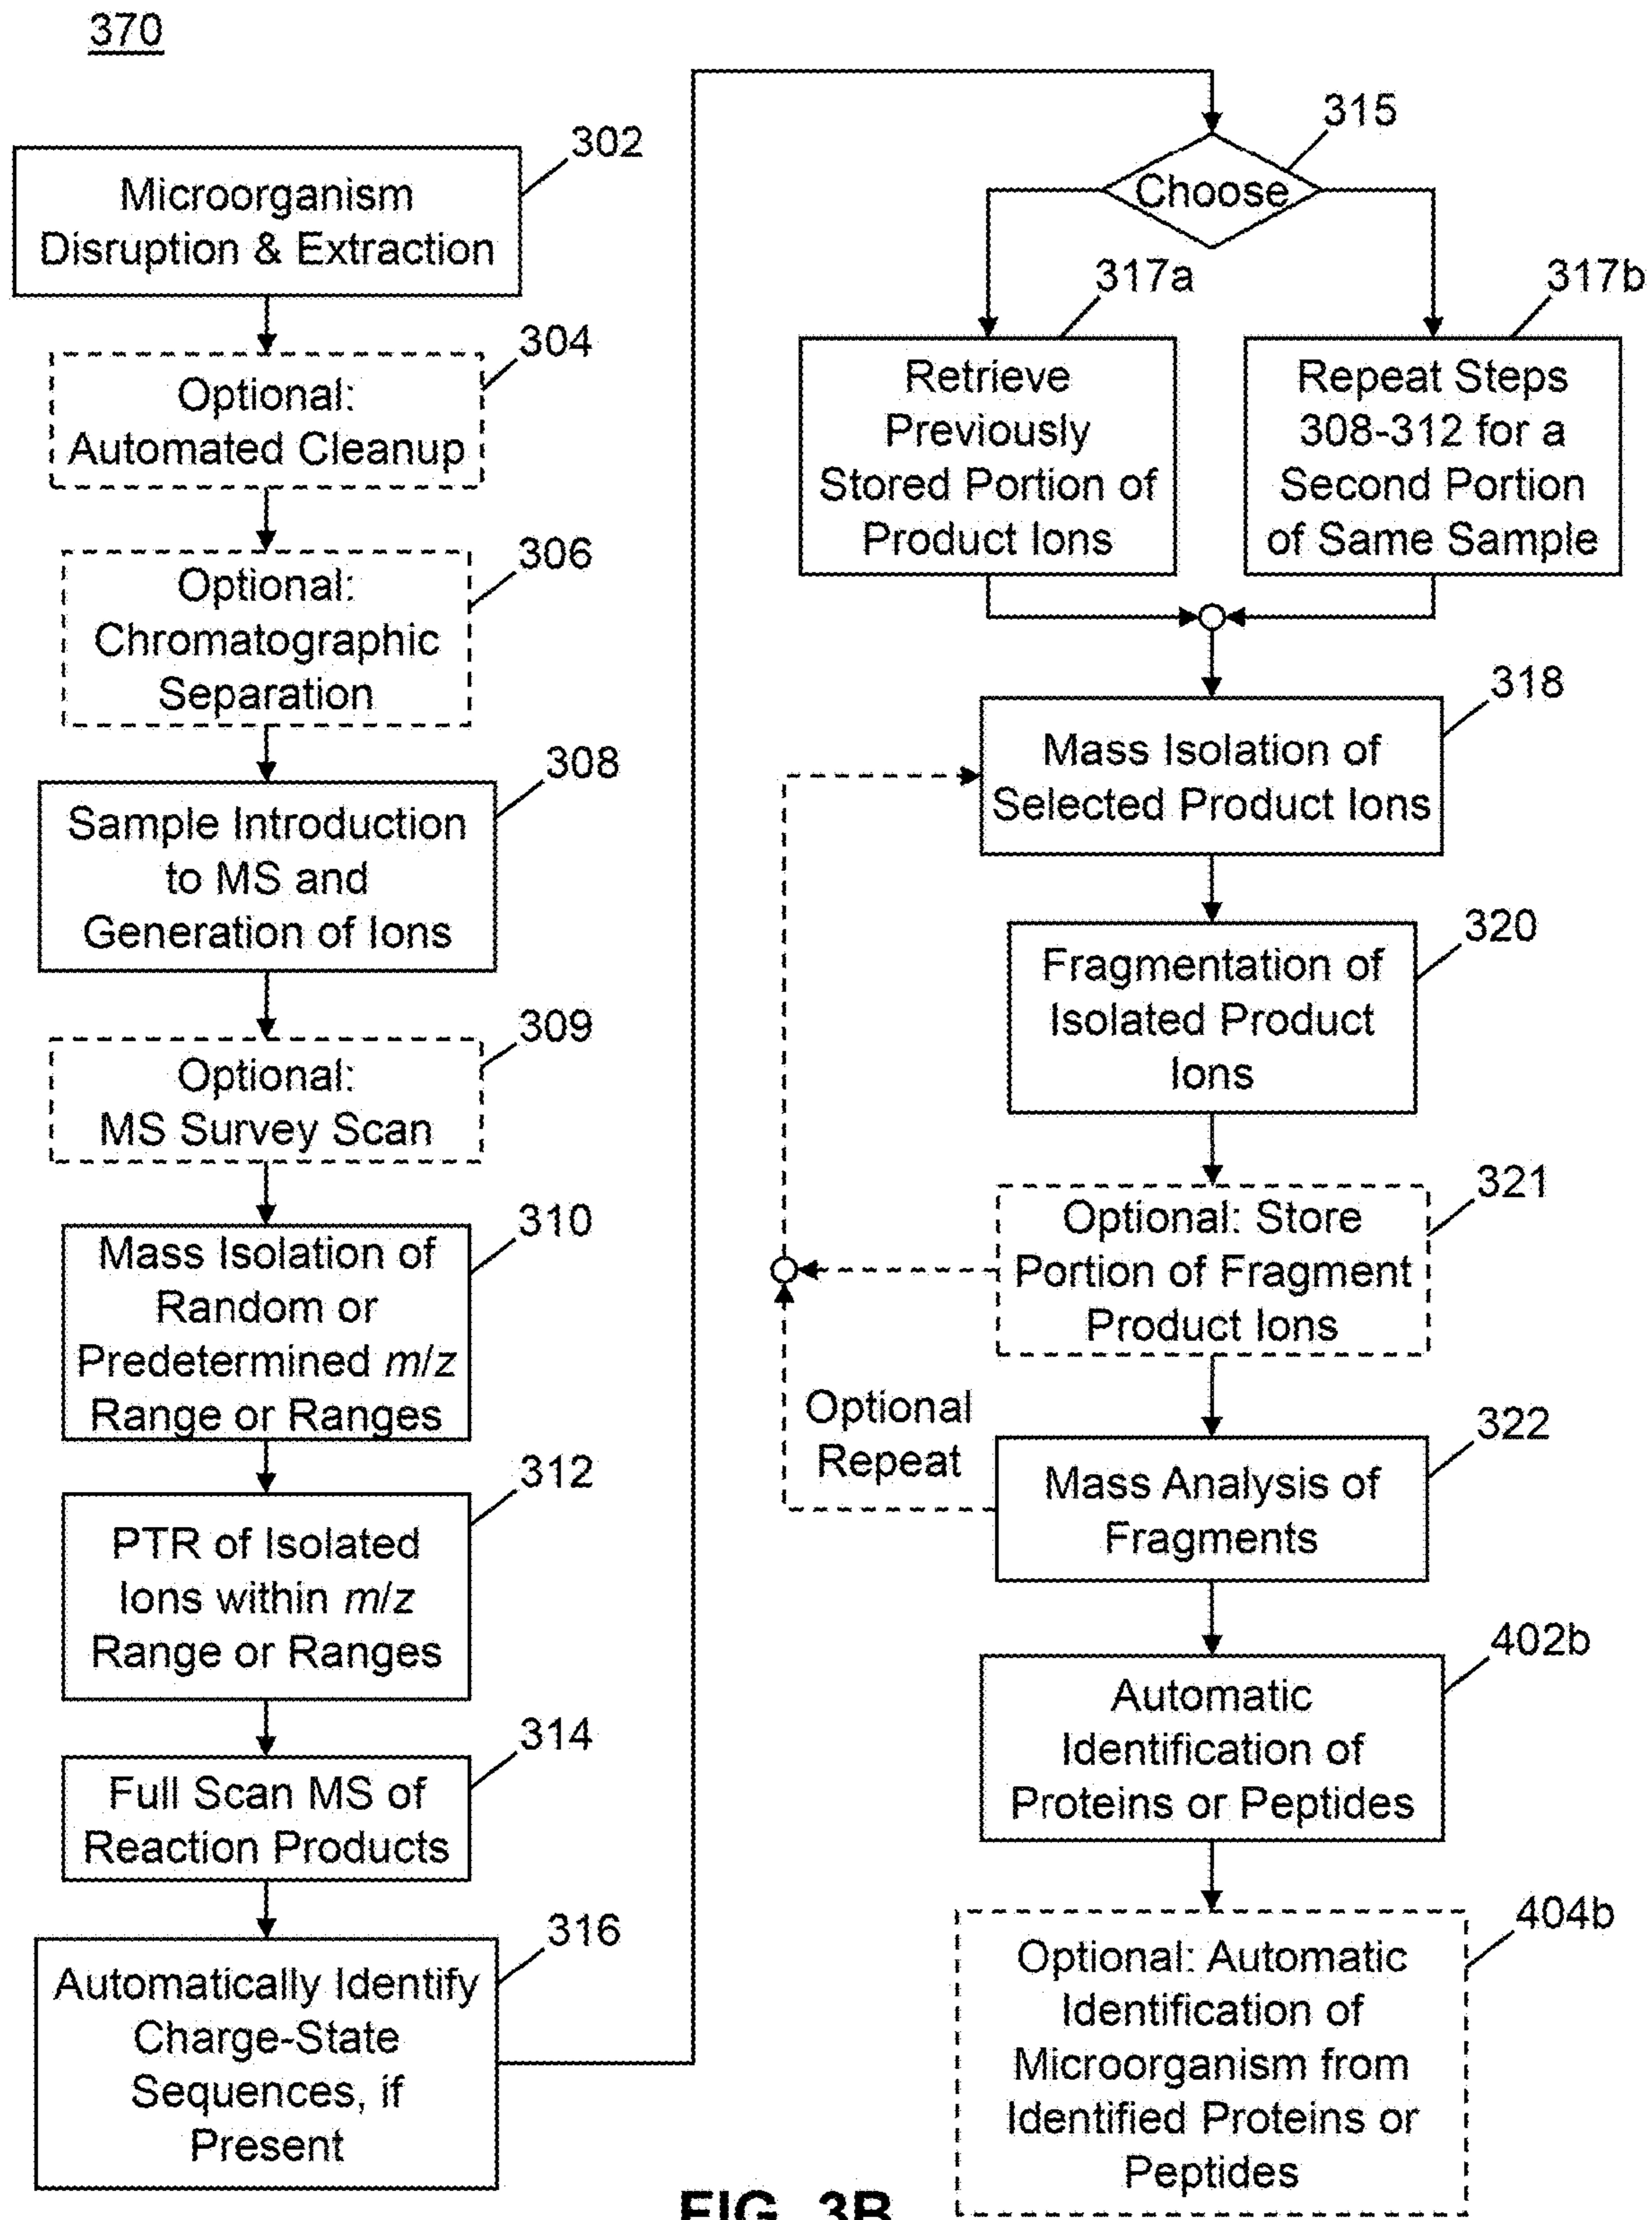 370
302
Microorganism
Disruption & Extraction
304
Optional:
Automated Cleanup
306
Optional:
Chromatographic
Separation
308
Sample Introduction
to MS and
Generation of Ions
309
Optional:
MS Survey Scan
310
Mass Isolation of
Random or
Predetermined m/z
Range or Ranges
312
PTR of Isolated
Ions within m/z
Range or Ranges
314
Full Scan MS of
Reaction Products
316
Automatically Identify
Charge-State
Sequences, if
Present
315
Choose
317a
Retrieve
Previously
Stored Portion of
Product Ions
317b
Repeat Steps
308-312 for a
Second Portion
of Same Sample
318
Mass Isolation of
Selected Product Ions
320
Fragmentation of
Isolated Product
Ions
321
Optional: Store
Portion of Fragment
Product Ions
Optional
Repeat
322
Mass Analysis of
Fragments
402b
Automatic
Identification of
Proteins or Peptides
404b
Optional: Automatic
Identification of
Microorganism from
Identified Proteins or
Peptides
FIG. 3B